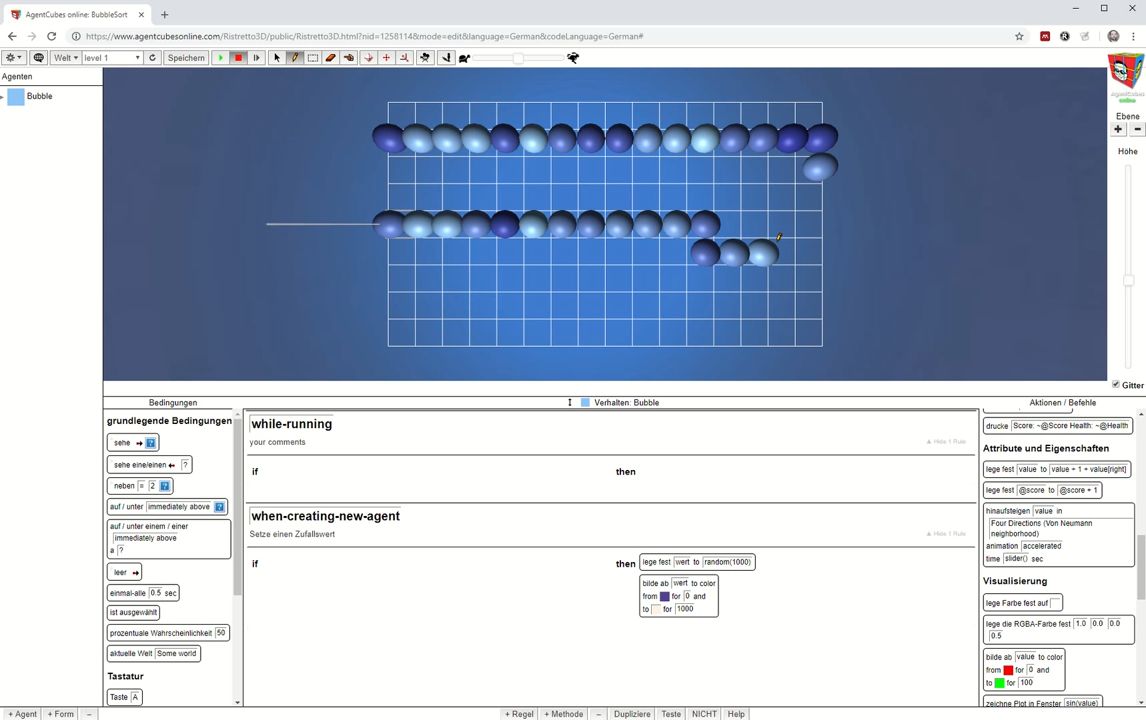 AgentCubes online: BubbleSort
https://www.agentcubesonline.com/Ristretto3D/public/Ristretto3D.html?nid=1258114&mode=edit&language=German&codeLanguage=German#
Welt
level 1
Speichern
Agenten
Bubble
AgentCubes
online
Ebene
Höhe
Gitter
Bedingungen
Verhalten: Bubble
Aktionen / Befehle
grundlegende Bedingungen
sehe ?
sehe eine/einen ?
neben = 2 ?
auf / unter immediately above ?
auf / unter einem / einer
immediately above
a ?
leer
einmal-alle 0.5 sec
ist ausgewählt
prozentuale Wahrscheinlichkeit 50
aktuelle Welt Some world
Tastatur
Taste A
while-running
your comments
▲ Hide 1 Rule
if then
when-creating-new-agent
Setze einen Zufallswert
▲ Hide 1 Rule
if then lege fest wert to random(1000)
bilde ab wert to color
from for 0 and
to for 1000
drucke Score: ~@Score Health: ~@Health
Attribute und Eigenschaften
lege fest value to value + 1 + value[right]
lege fest @score to @score + 1
hinaufsteigen value in
Four Directions (Von Neumann
neighborhood)
animation accelerated
time slider() sec
Visualisierung
lege Farbe fest auf
lege die RGBA-Farbe fest 1.0 0.0 0.0
0.5
bilde ab value to color
from for 0 and
to for 100
zeichne Plot in Fenster sin(value)
+ Agent + Form −
+ Regel + Methode − Dupliziere Teste NICHT Help